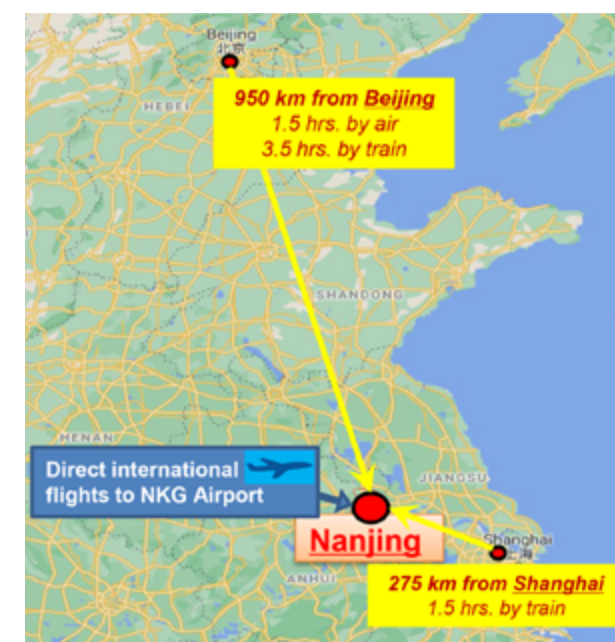 Beijing
北京
HEBEI
950 km from Beijing
1.5 hrs. by air
3.5 hrs. by train
SHANDONG
HENAN
Direct international
flights to NKG Airport
JIANGSU
Nanjing
Shanghai
上海
ANHUI
275 km from Shanghai
1.5 hrs. by train